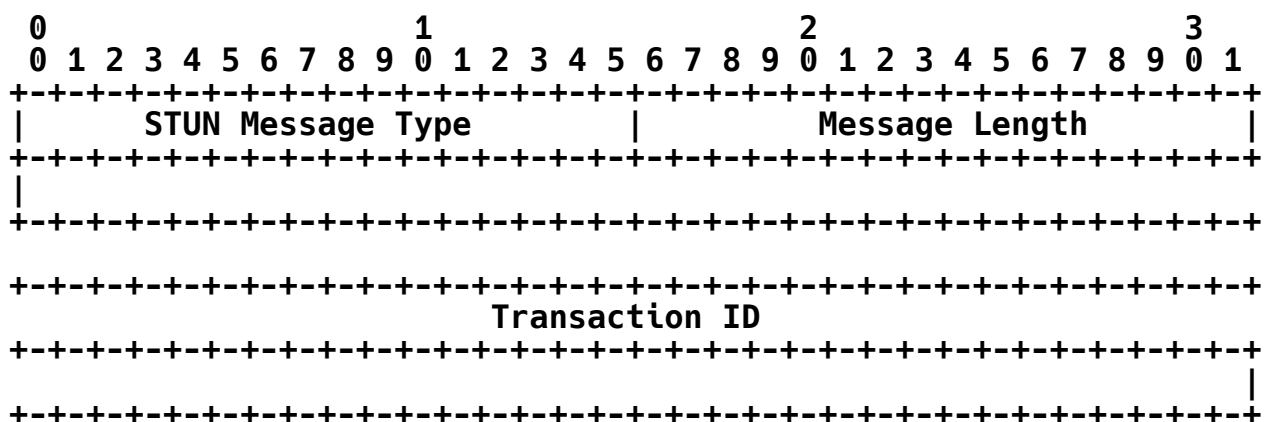 0                   1                   2                   3
 0 1 2 3 4 5 6 7 8 9 0 1 2 3 4 5 6 7 8 9 0 1 2 3 4 5 6 7 8 9 0 1
+-+-+-+-+-+-+-+-+-+-+-+-+-+-+-+-+-+-+-+-+-+-+-+-+-+-+-+-+-+-+-+-+
|      STUN Message Type        |         Message Length        |
+-+-+-+-+-+-+-+-+-+-+-+-+-+-+-+-+-+-+-+-+-+-+-+-+-+-+-+-+-+-+-+-+
|
+-+-+-+-+-+-+-+-+-+-+-+-+-+-+-+-+-+-+-+-+-+-+-+-+-+-+-+-+-+-+-+-+

+-+-+-+-+-+-+-+-+-+-+-+-+-+-+-+-+-+-+-+-+-+-+-+-+-+-+-+-+-+-+-+-+
                         Transaction ID
+-+-+-+-+-+-+-+-+-+-+-+-+-+-+-+-+-+-+-+-+-+-+-+-+-+-+-+-+-+-+-+-+
                                                                |
+-+-+-+-+-+-+-+-+-+-+-+-+-+-+-+-+-+-+-+-+-+-+-+-+-+-+-+-+-+-+-+-+